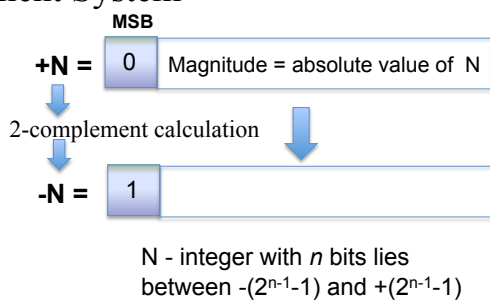 System
MSB
+N = 0 Magnitude = absolute value of N
2-complement calculation
-N = 1
N - integer with n bits lies
between -(2ⁿ⁻¹-1) and +(2ⁿ⁻¹-1)